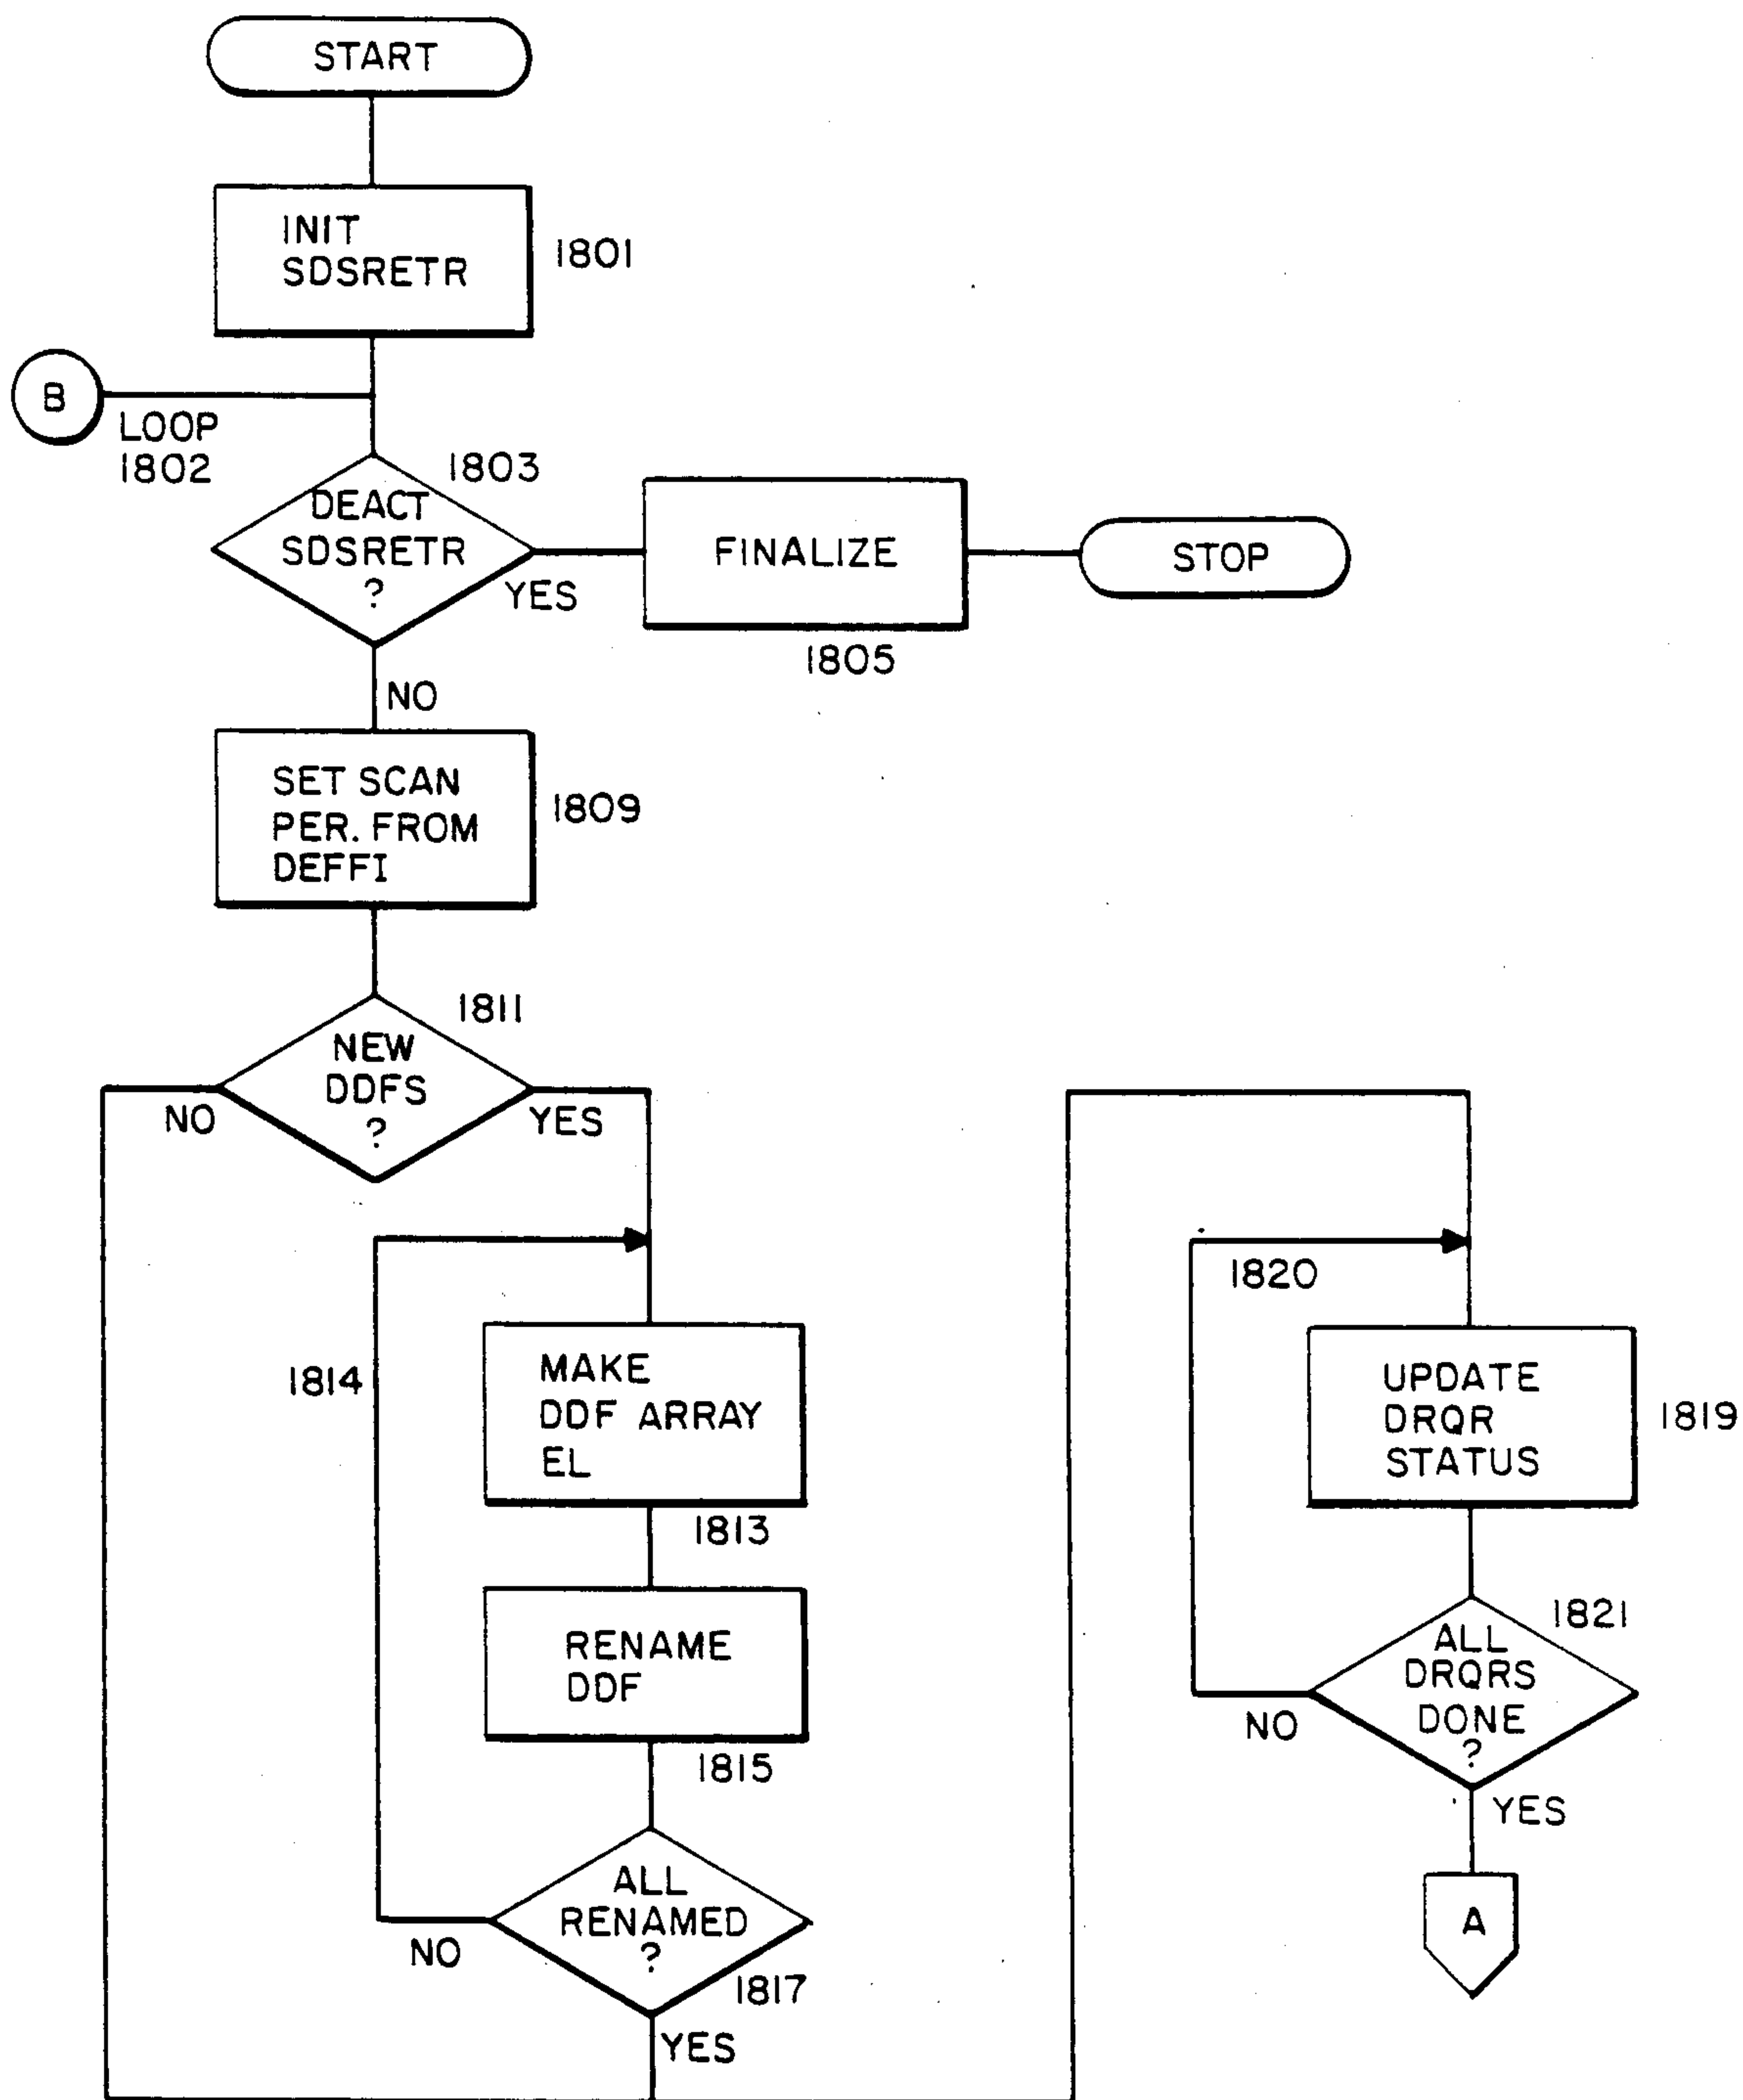 START
INIT
SDSRETR
1801
B
LOOP
1802
1803
DEACT
SDSRETR
?
YES
FINALIZE
1805
STOP
NO
SET SCAN
PER. FROM
DEFFI
1809
1811
NEW
DDFS
?
NO
YES
1814
MAKE
DDF ARRAY
EL
1813
RENAME
DDF
1815
ALL
RENAMED
?
NO
1817
YES
1820
UPDATE
DRQR
STATUS
1819
1821
ALL
DRQRS
DONE
?
NO
YES
A